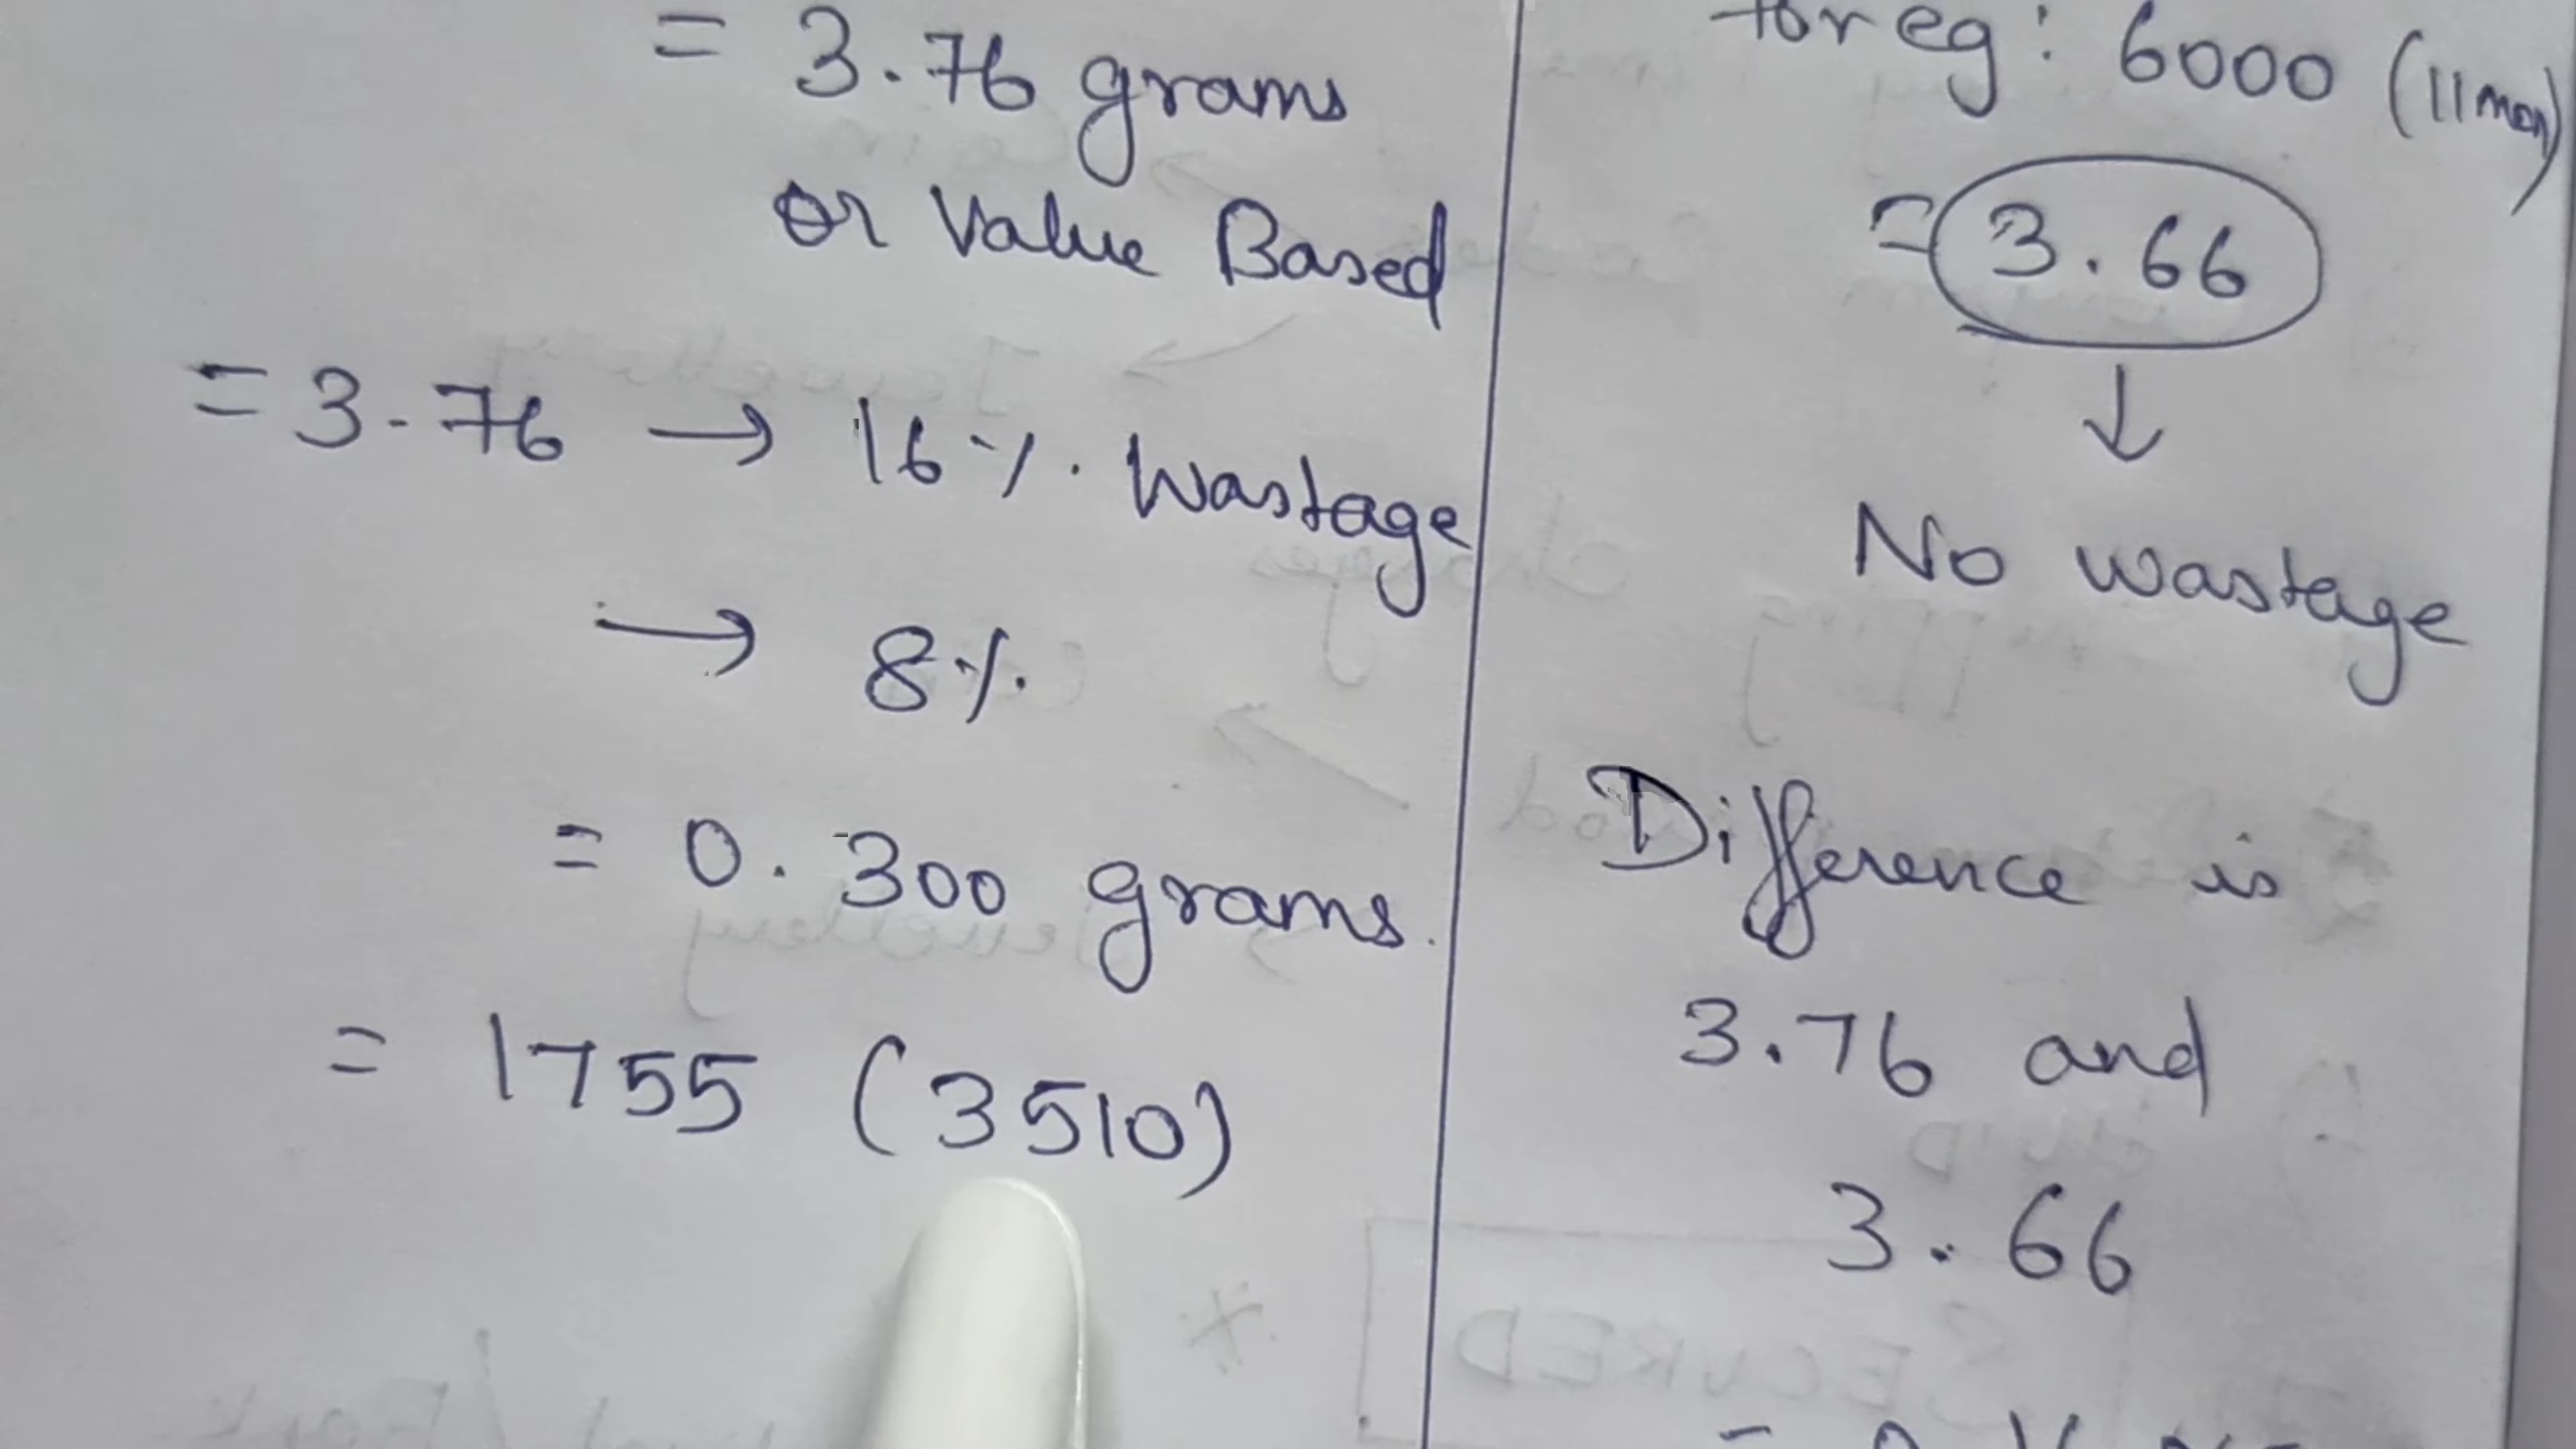 = 3.76 grams
or Value Based
= 3.76 → 16%. Wastage
→ 8%.
= 0.300 grams.
= 1755 (3510)
for eg: 6000 (11mon)
= 3.66
↓
No wastage
Difference is
3.76 and
3.66